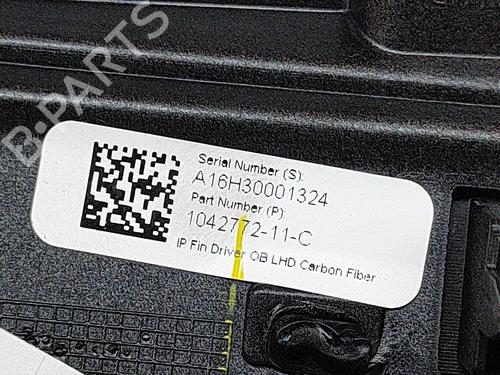 B-PARTS
Serial Number (S):
A16H30001324
Part Number (P):
1042772-11-C
IP Fin Driver OB LHD Carbon Fiber